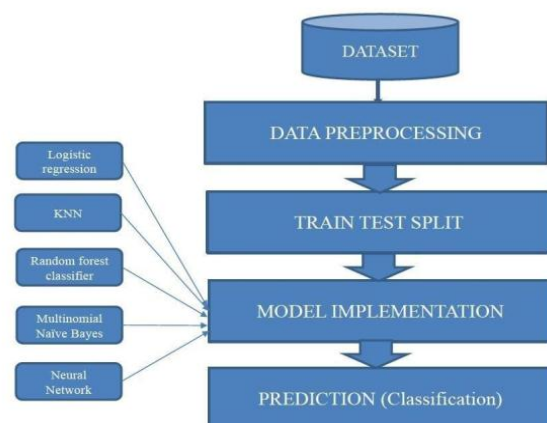 DATASET
DATA PREPROCESSING
TRAIN TEST SPLIT
MODEL IMPLEMENTATION
PREDICTION (Classification)
Logistic
regression
KNN
Random forest
classifier
Multinomial
Naïve Bayes
Neural
Network